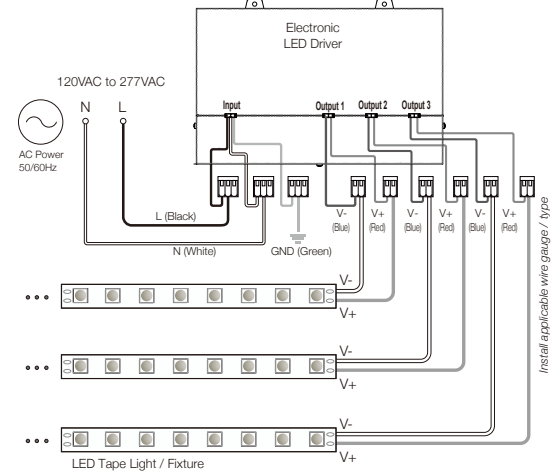 Electronic
LED Driver
120VAC to 277VAC
N L
Input Output 1 Output 2 Output 3
AC Power
50/60Hz
L (Black)
N (White)
GND (Green)
V- V+ V- V+ V- V+
(Blue) (Red) (Blue) (Red) (Blue) (Red)
Install applicable wire gauge / type
V-
V+
V-
V+
V-
V+
LED Tape Light / Fixture